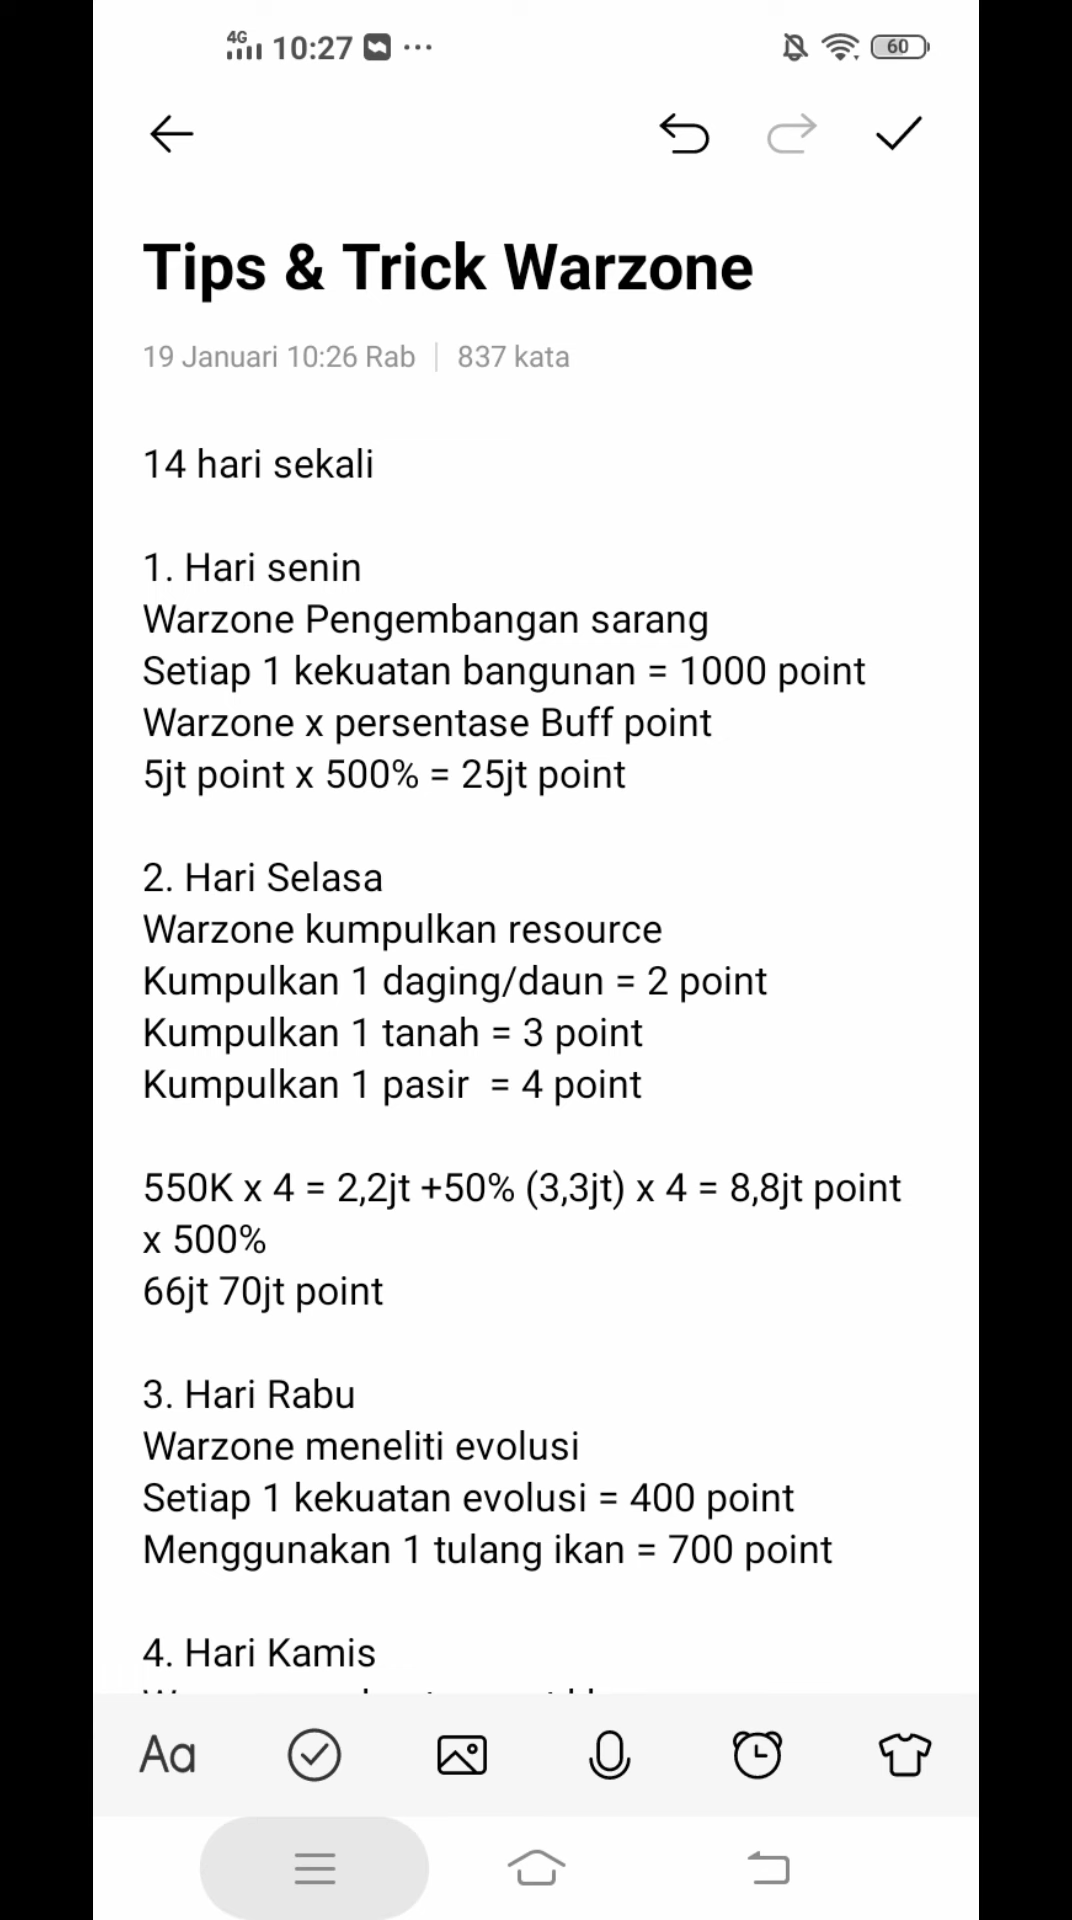 4G 10:27 60
Tips & Trick Warzone
19 Januari 10:26 Rab 837 kata
14 hari sekali
1. Hari senin
Warzone Pengembangan sarang
Setiap 1 kekuatan bangunan = 1000 point
Warzone x persentase Buff point
5jt point x 500% = 25jt point
2. Hari Selasa
Warzone kumpulkan resource
Kumpulkan 1 daging/daun = 2 point
Kumpulkan 1 tanah = 3 point
Kumpulkan 1 pasir  = 4 point
550K x 4 = 2,2jt +50% (3,3jt) x 4 = 8,8jt point
x 500%
66jt 70jt point
3. Hari Rabu
Warzone meneliti evolusi
Setiap 1 kekuatan evolusi = 400 point
Menggunakan 1 tulang ikan = 700 point
4. Hari Kamis
Aa